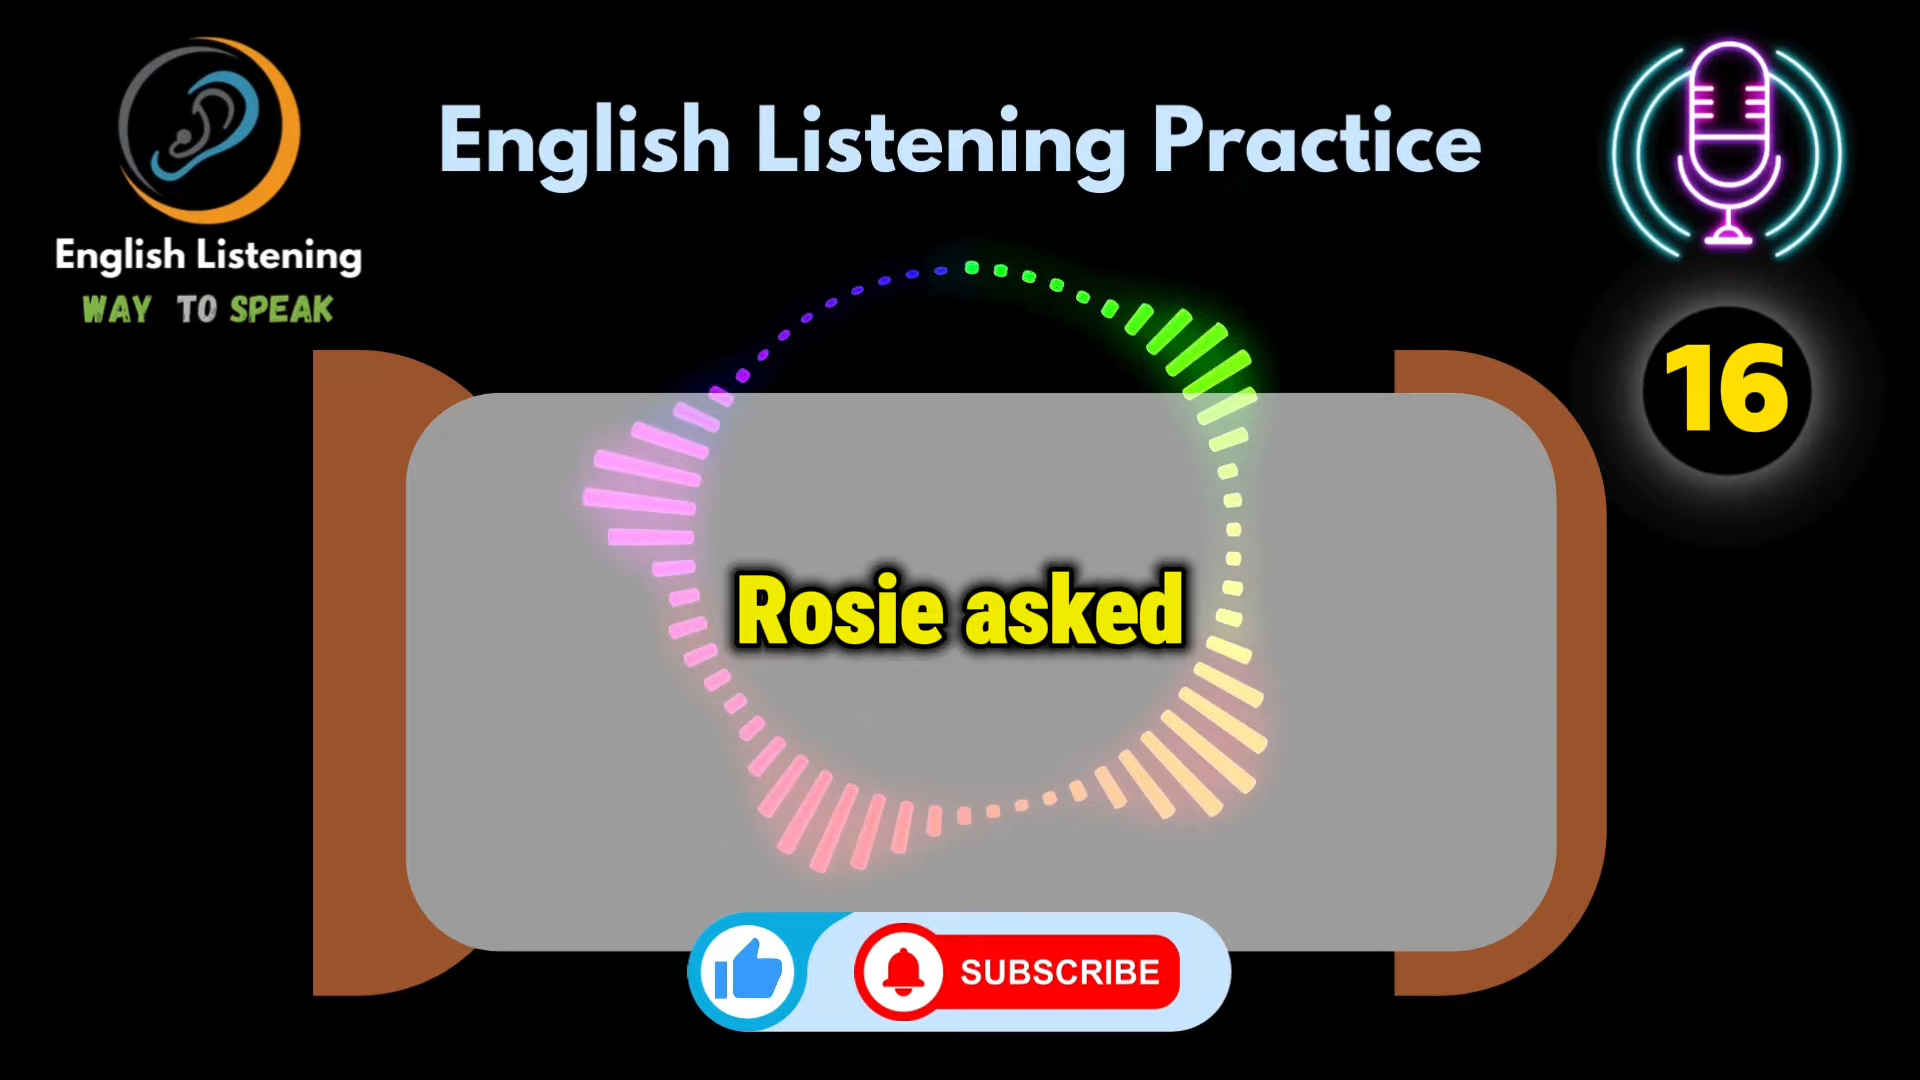 English Listening Practice
English Listening
WAY TO SPEAK
16
Rosie asked
SUBSCRIBE